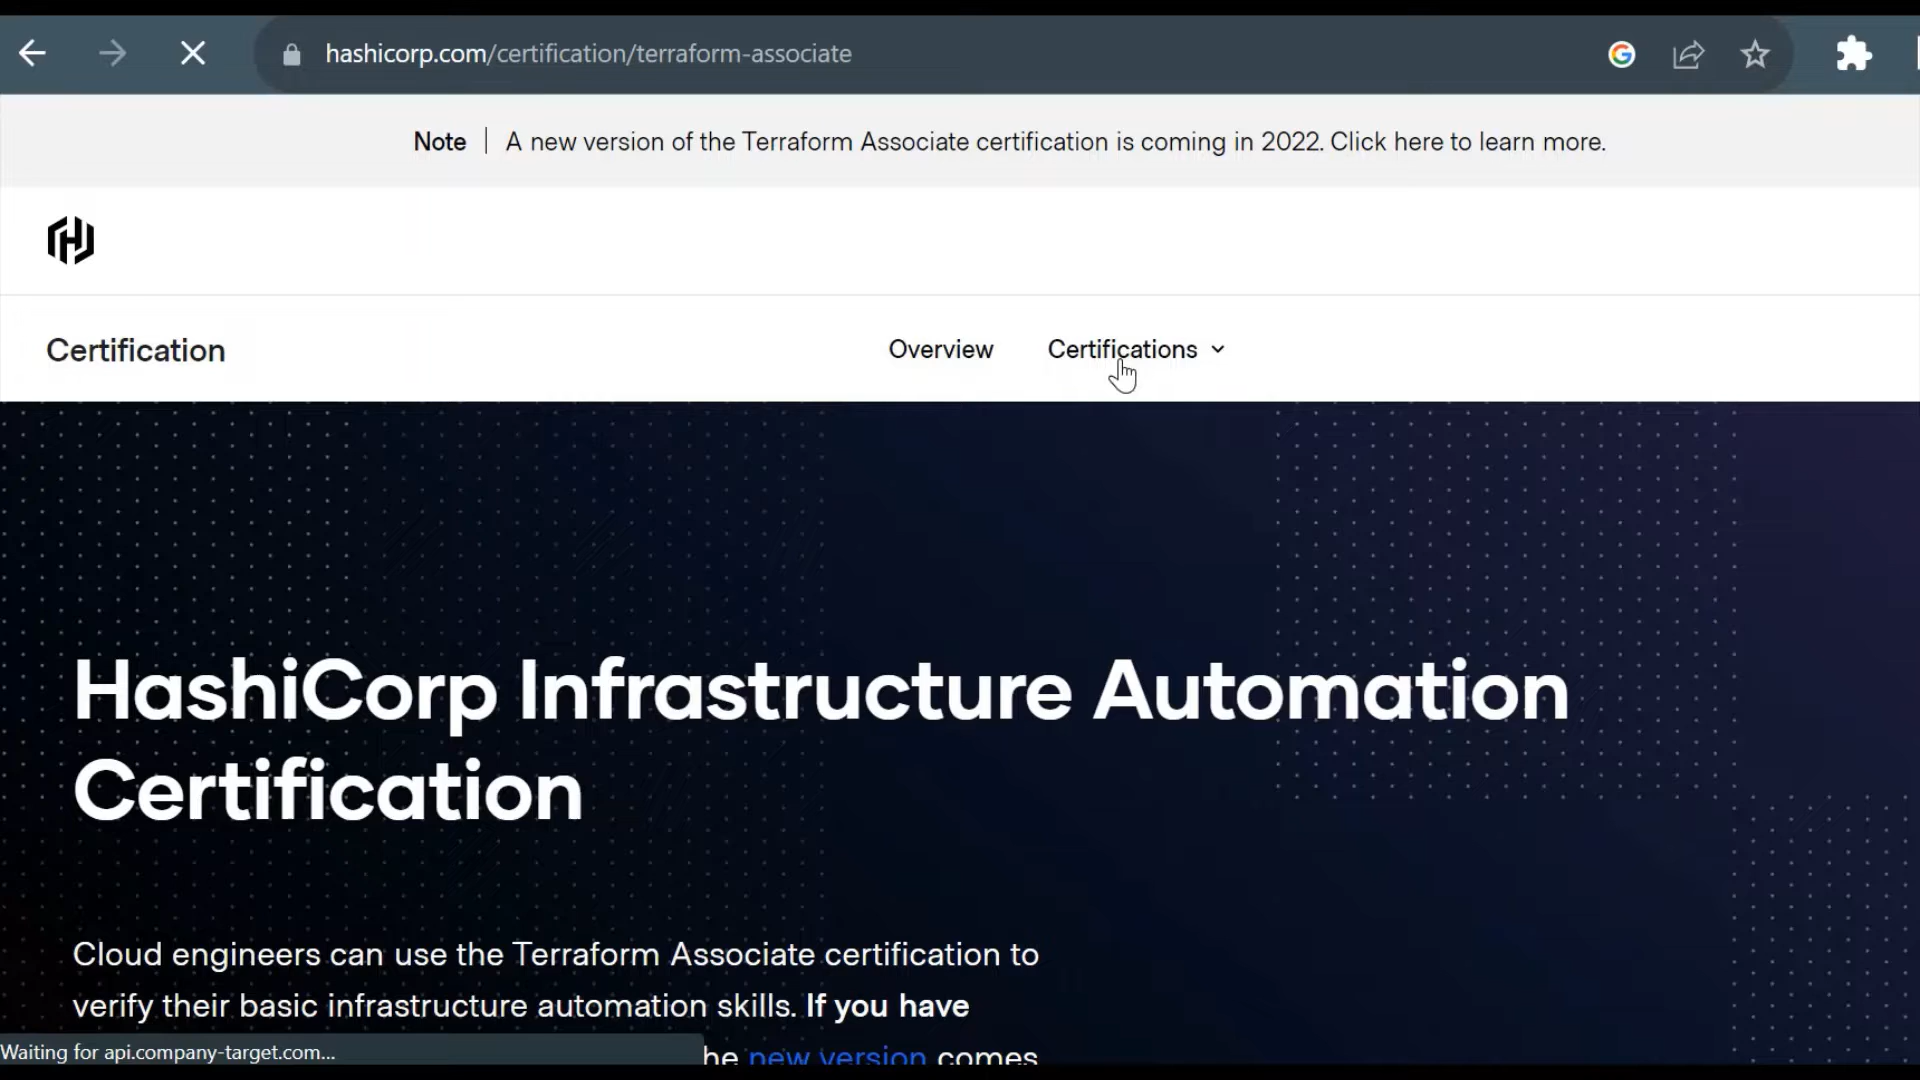 hashicorp.com/certification/terraform-associate
Note | A new version of the Terraform Associate certification is coming in 2022. Click here to learn more.
Certification
Overview
Certifications
HashiCorp Infrastructure Automation
Certification
Cloud engineers can use the Terraform Associate certification to
verify their basic infrastructure automation skills. If you have
he new version comes
Waiting for api.company-target.com...